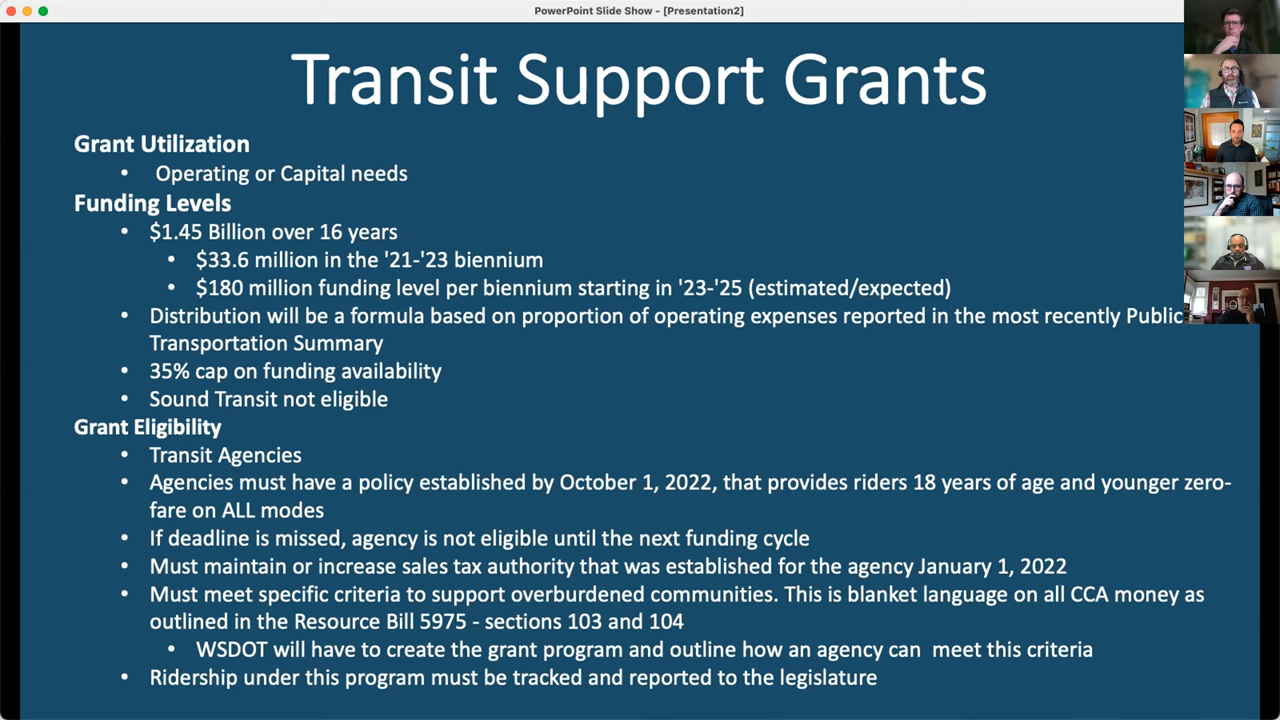 PowerPoint Slide Show - [Presentation2]
Transit Support Grants
Grant Utilization
• Operating or Capital needs
Funding Levels
• $1.45 Billion over 16 years
• $33.6 million in the '21-'23 biennium
• $180 million funding level per biennium starting in '23-'25 (estimated/expected)
• Distribution will be a formula based on proportion of operating expenses reported in the most recently Public
Transportation Summary
• 35% cap on funding availability
• Sound Transit not eligible
Grant Eligibility
• Transit Agencies
• Agencies must have a policy established by October 1, 2022, that provides riders 18 years of age and younger zero-
fare on ALL modes
• If deadline is missed, agency is not eligible until the next funding cycle
• Must maintain or increase sales tax authority that was established for the agency January 1, 2022
• Must meet specific criteria to support overburdened communities. This is blanket language on all CCA money as
outlined in the Resource Bill 5975 - sections 103 and 104
• WSDOT will have to create the grant program and outline how an agency can meet this criteria
• Ridership under this program must be tracked and reported to the legislature